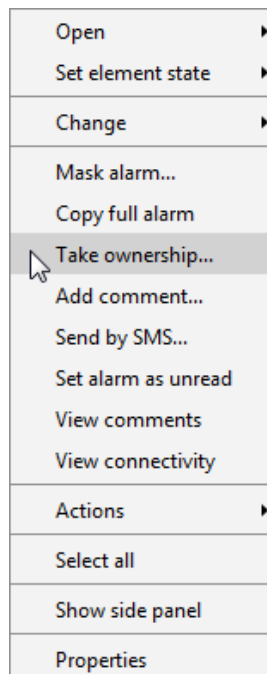 Open
Set element state
Change
Mask alarm...
Copy full alarm
Take ownership...
Add comment...
Send by SMS...
Set alarm as unread
View comments
View connectivity
Actions
Select all
Show side panel
Properties